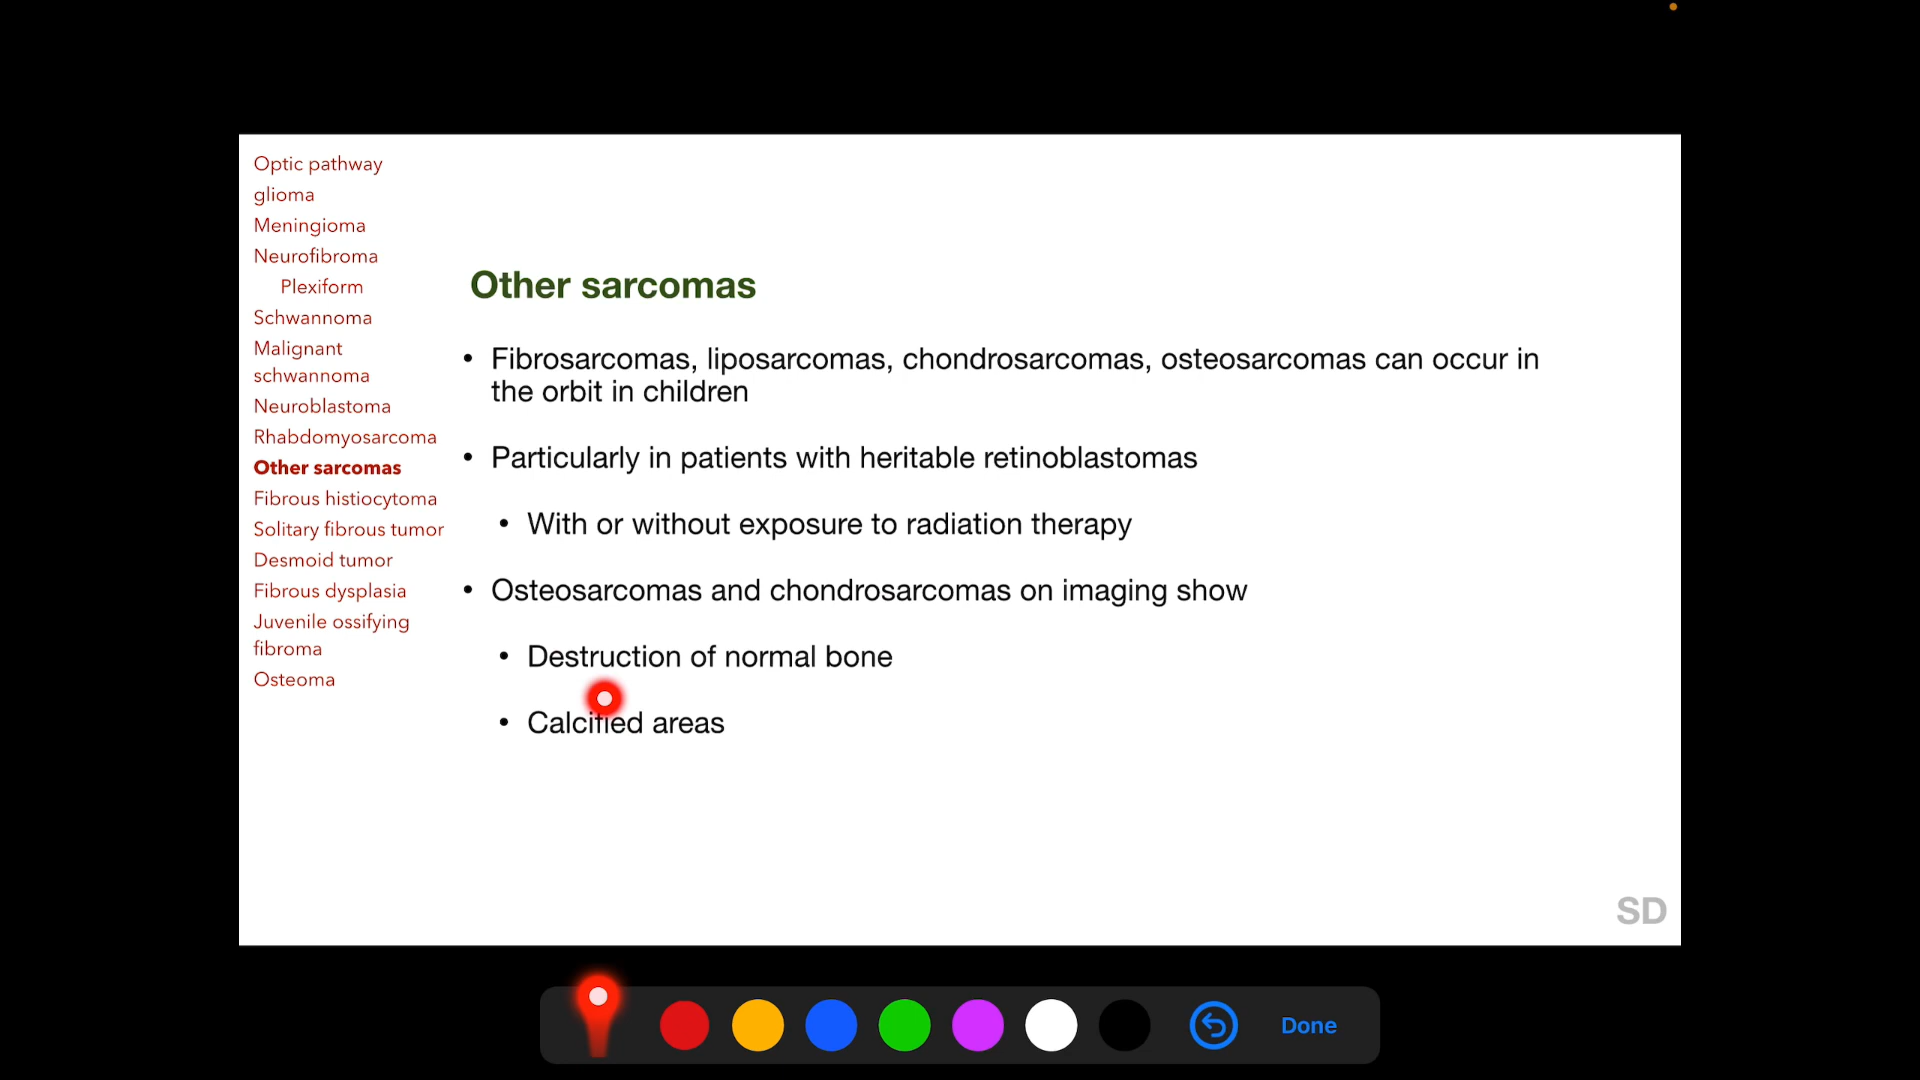 Optic pathway
glioma
Meningioma
Neurofibroma
Plexiform
Schwannoma
Malignant
schwannoma
Neuroblastoma
Rhabdomyosarcoma
Other sarcomas
Fibrous histiocytoma
Solitary fibrous tumor
Desmoid tumor
Fibrous dysplasia
Juvenile ossifying
fibroma
Osteoma
Other sarcomas
• Fibrosarcomas, liposarcomas, chondrosarcomas, osteosarcomas can occur in
the orbit in children
• Particularly in patients with heritable retinoblastomas
• With or without exposure to radiation therapy
• Osteosarcomas and chondrosarcomas on imaging show
• Destruction of normal bone
• Calcified areas
SD
Done